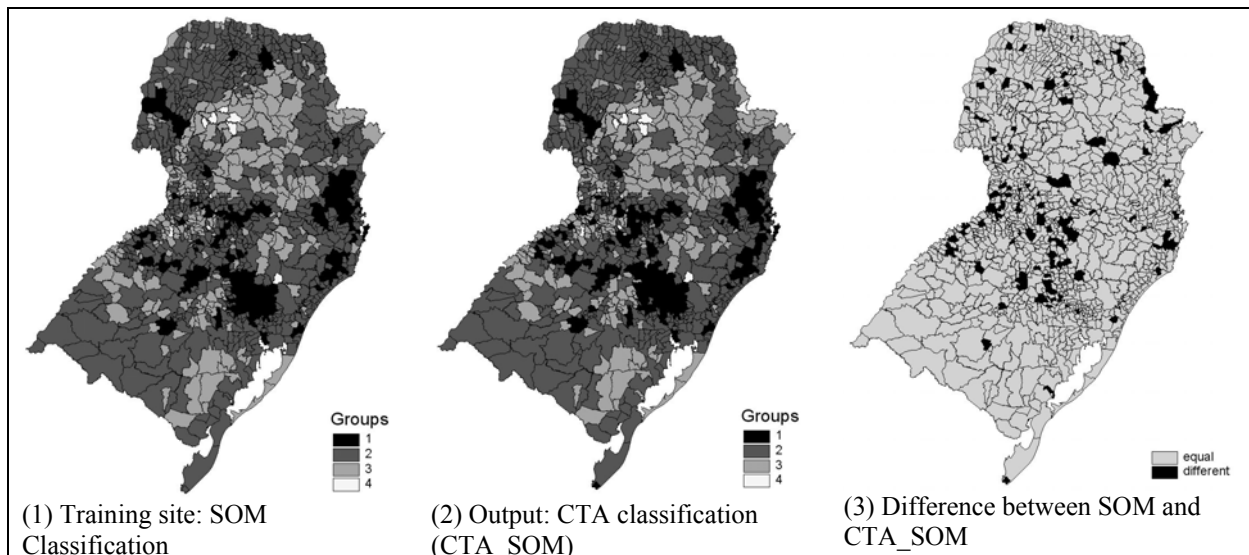 Groups
1
2
3
4
Groups
1
2
3
4
equal
different
(1) Training site: SOM
Classification
(2) Output: CTA classification
(CTA_SOM)
(3) Difference between SOM and
CTA_SOM